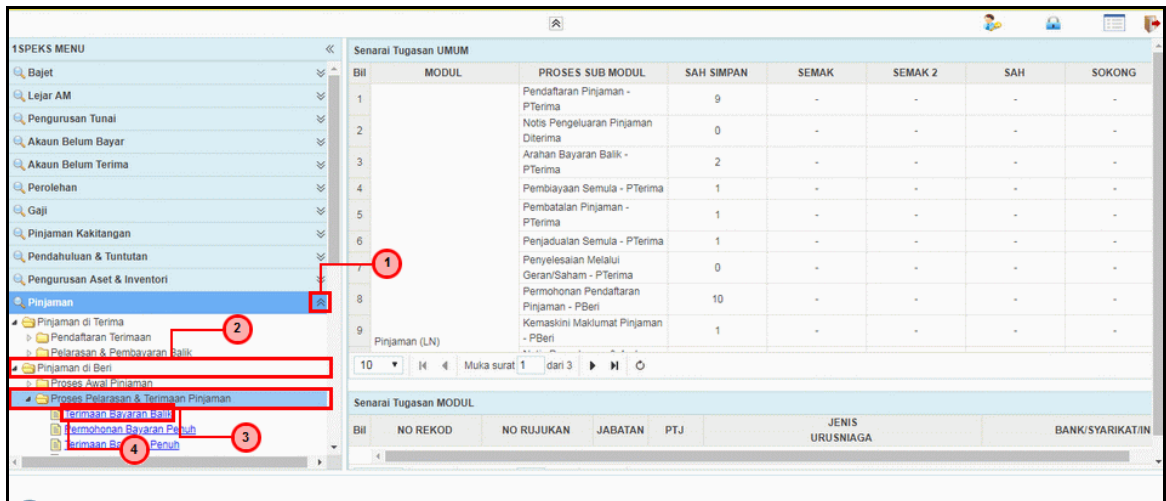 1SPEKS MENU
Bajet
Lejar AM
Pengurusan Tunai
Akaun Belum Bayar
Akaun Belum Terima
Perolehan
Gaji
Pinjaman Kakitangan
Pendahuluan & Tuntutan
Pengurusan Aset & Inventori
Pinjaman
Pinjaman di Terima
Pendaftaran Terimaan
Pelarasan & Pembayaran Balik
Pinjaman di Beri
Proses Awal Pinjaman
Proses Pelarasan & Terimaan Pinjaman
Terimaan Bayaran Balik
Permohonan Bayaran Penuh
Terimaan Penuh
1
2
3
4
Senarai Tugasan UMUM
Bil MODUL PROSES SUB MODUL SAH SIMPAN SEMAK SEMAK 2 SAH SOKONG
1 Pendaftaran Pinjaman -
PTerima 9 - - - -
2 Notis Pengeluaran Pinjaman
Diterima 0 - - - -
3 Arahan Bayaran Balik -
PTerima 2 - - - -
4 Pembiayaan Semula - PTerima 1 - - - -
5 Pembatalan Pinjaman -
PTerima 1 - - - -
6 Penjadualan Semula - PTerima 1 - - - -
7 Penyelesaian Melalui
Geran/Saham - PTerima 0 - - - -
8 Permohonan Pendaftaran
Pinjaman - PBeri 10 - - - -
9 Kemaskini Maklumat Pinjaman
- PBeri 1 - - - -
Pinjaman (LN)
10 Muka surat 1 dari 3
Senarai Tugasan MODUL
Bil NO REKOD NO RUJUKAN JABATAN PTJ JENIS
URUSNIAGA BANK/SYARIKAT/IN